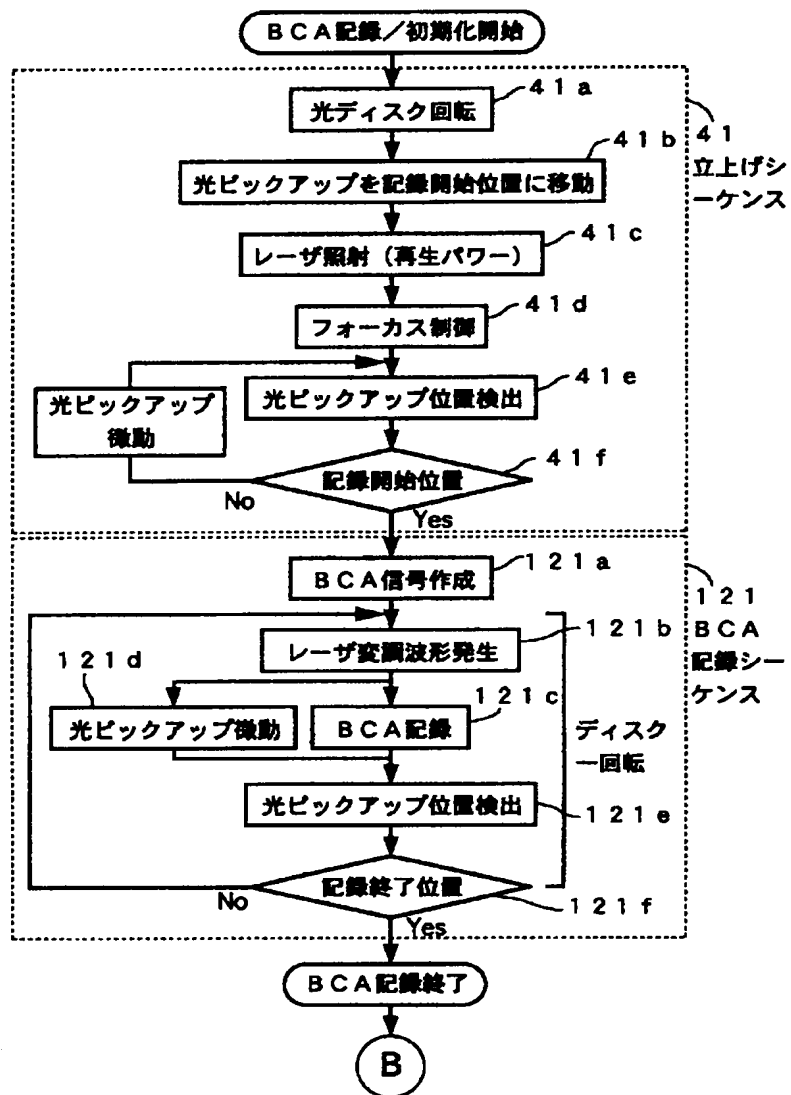 BCA記録／初期化開始
41a
光ディスク回転
41b
光ピックアップを記録開始位置に移動
41
立上げシ
ーケンス
41c
レーザ照射（再生パワー）
41d
フォーカス制御
41e
光ピックアップ位置検出
光ピックアップ
微動
41f
記録開始位置
No
Yes
121a
BCA信号作成
121
BCA
記録シー
ケンス
121b
レーザ変調波形発生
121d
121c
光ピックアップ微動
BCA記録
ディスク
一回転
光ピックアップ位置検出
121e
記録終了位置
No
121f
Yes
BCA記録終了
B